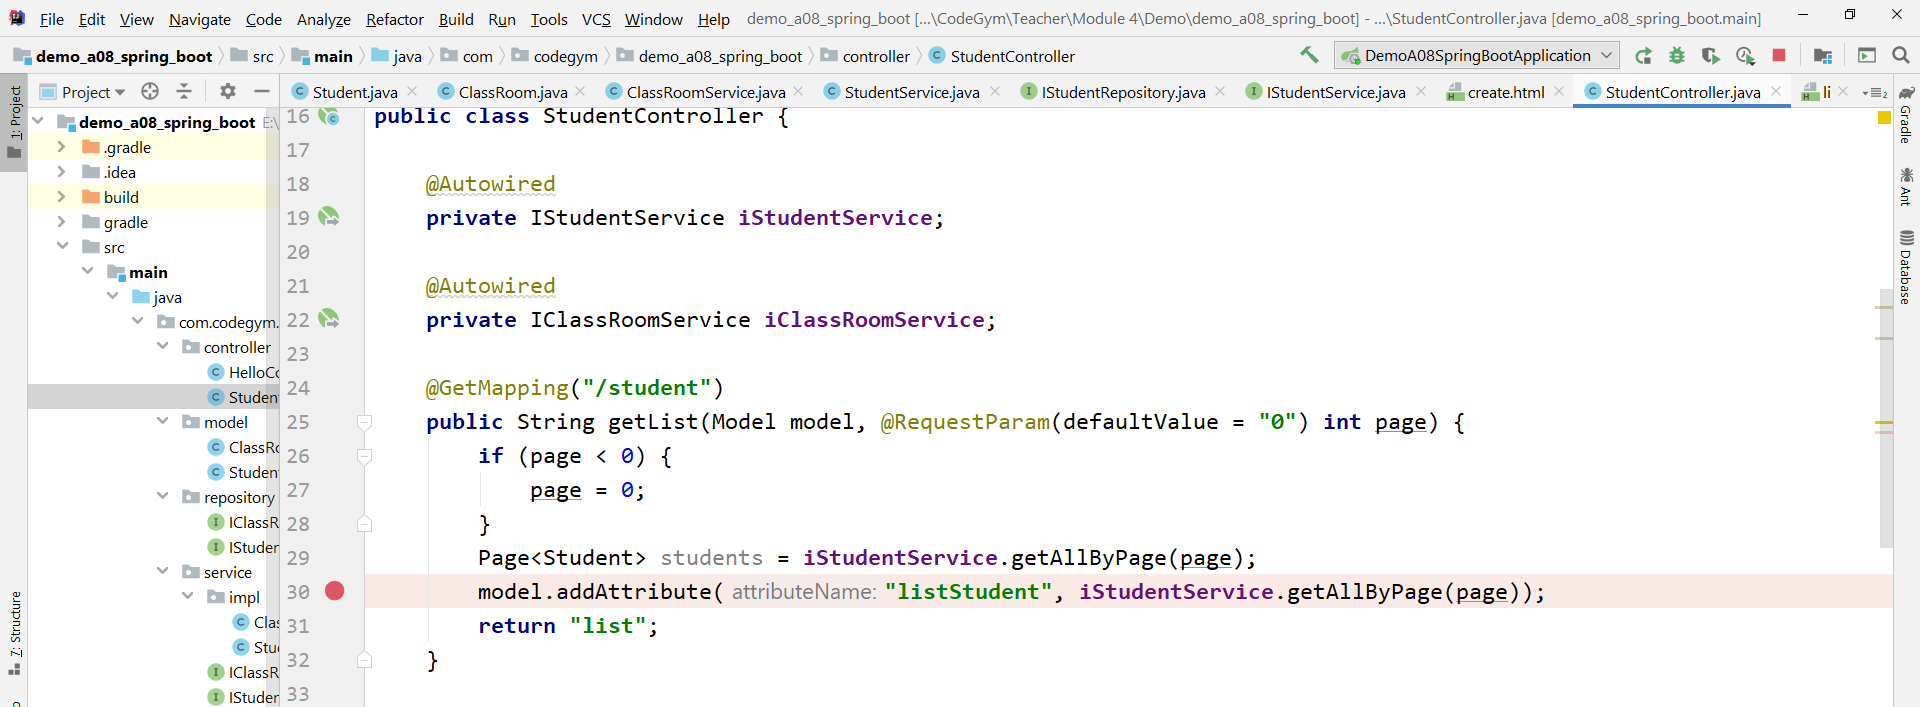 File Edit View Navigate Code Analyze Refactor Build Run Tools VCS Window Help demo_a08_spring_boot [...\CodeGym\Teacher\Module 4\Demo\demo_a08_spring_boot] - ...\StudentController.java [demo_a08_spring_boot.main]
demo_a08_spring_boot src main java com codegym demo_a08_spring_boot controller StudentController DemoA08SpringBootApplication
Project Student.java ClassRoom.java ClassRoomService.java StudentService.java IStudentRepository.java IStudentService.java create.html StudentController.java li
1: Project
7: Structure
demo_a08_spring_boot E:\
.gradle
.idea
build
gradle
src
main
java
com.codegym.
controller
HelloCo
Studen
model
ClassRo
Studen
repository
IClassR
IStuden
service
impl
Clas
Stu
IClassR
IStuden
16 public class StudentController {
17
18 @Autowired
19 private IStudentService iStudentService;
20
21 @Autowired
22 private IClassRoomService iClassRoomService;
23
24 @GetMapping("/student")
25 public String getList(Model model, @RequestParam(defaultValue = "0") int page) {
26 if (page < 0) {
27 page = 0;
28 }
29 Page<Student> students = iStudentService.getAllByPage(page);
30 model.addAttribute( attributeName: "listStudent", iStudentService.getAllByPage(page));
31 return "list";
32 }
33
Gradle
Ant
Database